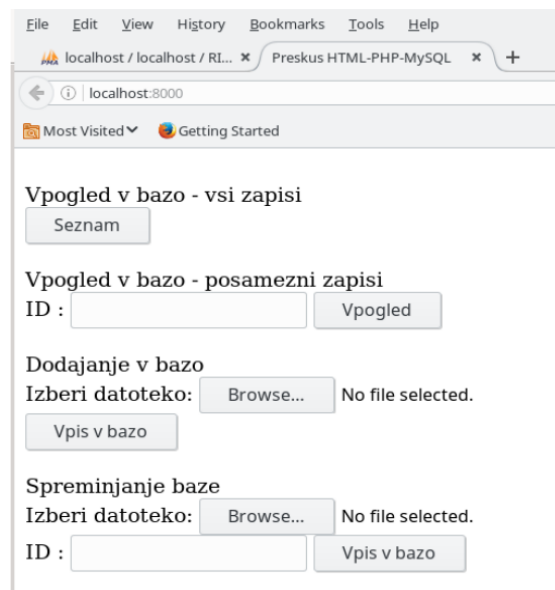 File Edit View History Bookmarks Tools Help
localhost / localhost / RI... × Preskus HTML-PHP-MySQL × +
localhost:8000
Most Visited Getting Started
Vpogled v bazo - vsi zapisi
Seznam
Vpogled v bazo - posamezni zapisi
ID : Vpogled
Dodajanje v bazo
Izberi datoteko: Browse... No file selected.
Vpis v bazo
Spreminjanje baze
Izberi datoteko: Browse... No file selected.
ID : Vpis v bazo